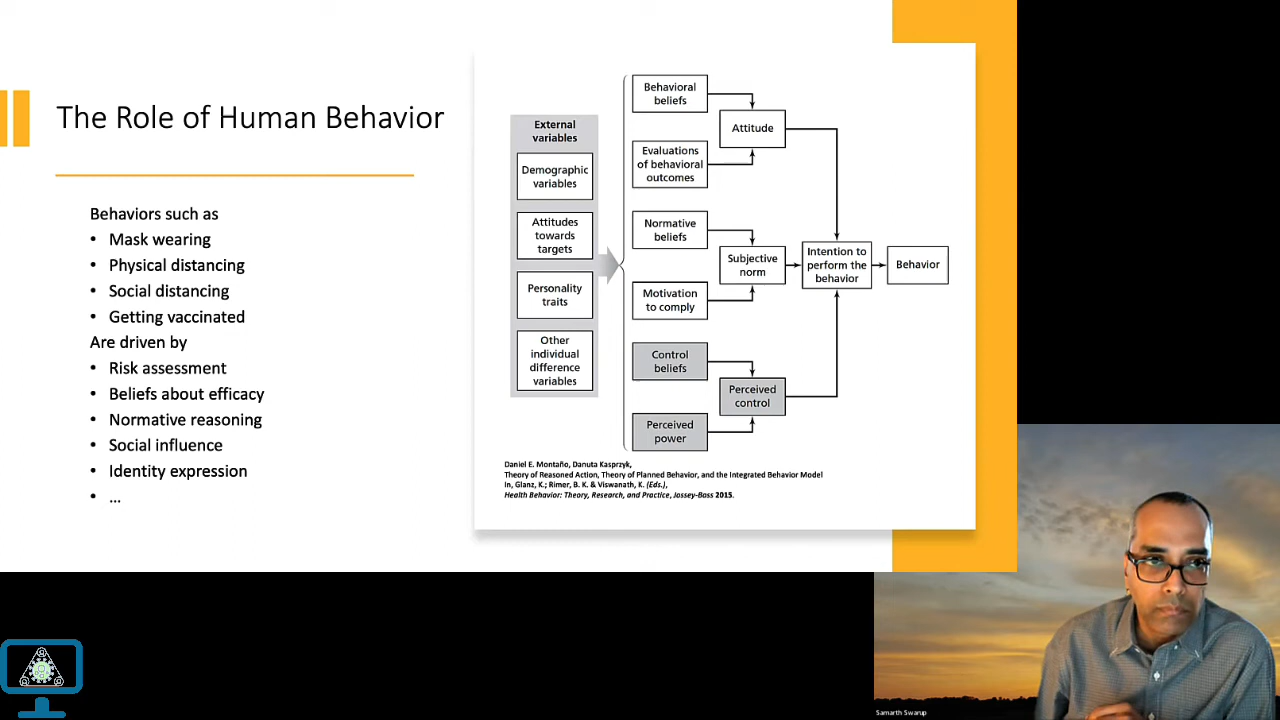 The Role of Human Behavior
Behaviors such as
• Mask wearing
• Physical distancing
• Social distancing
• Getting vaccinated
Are driven by
• Risk assessment
• Beliefs about efficacy
• Normative reasoning
• Social influence
• Identity expression
• ...
External
variables
Demographic
variables
Attitudes
towards
targets
Personality
traits
Other
individual
difference
variables
Behavioral
beliefs
Evaluations
of behavioral
outcomes
Normative
beliefs
Motivation
to comply
Control
beliefs
Perceived
power
Attitude
Subjective
norm
Perceived
control
Intention to
perform the
behavior
Behavior
Daniel E. Montaño, Danuta Kasprzyk,
Theory of Reasoned Action, Theory of Planned Behavior, and the Integrated Behavior Model
In, Glanz, K.; Rimer, B. K. & Viswanath, K. (Eds.),
Health Behavior: Theory, Research, and Practice, Jossey-Bass 2015.
Samarth Swarup